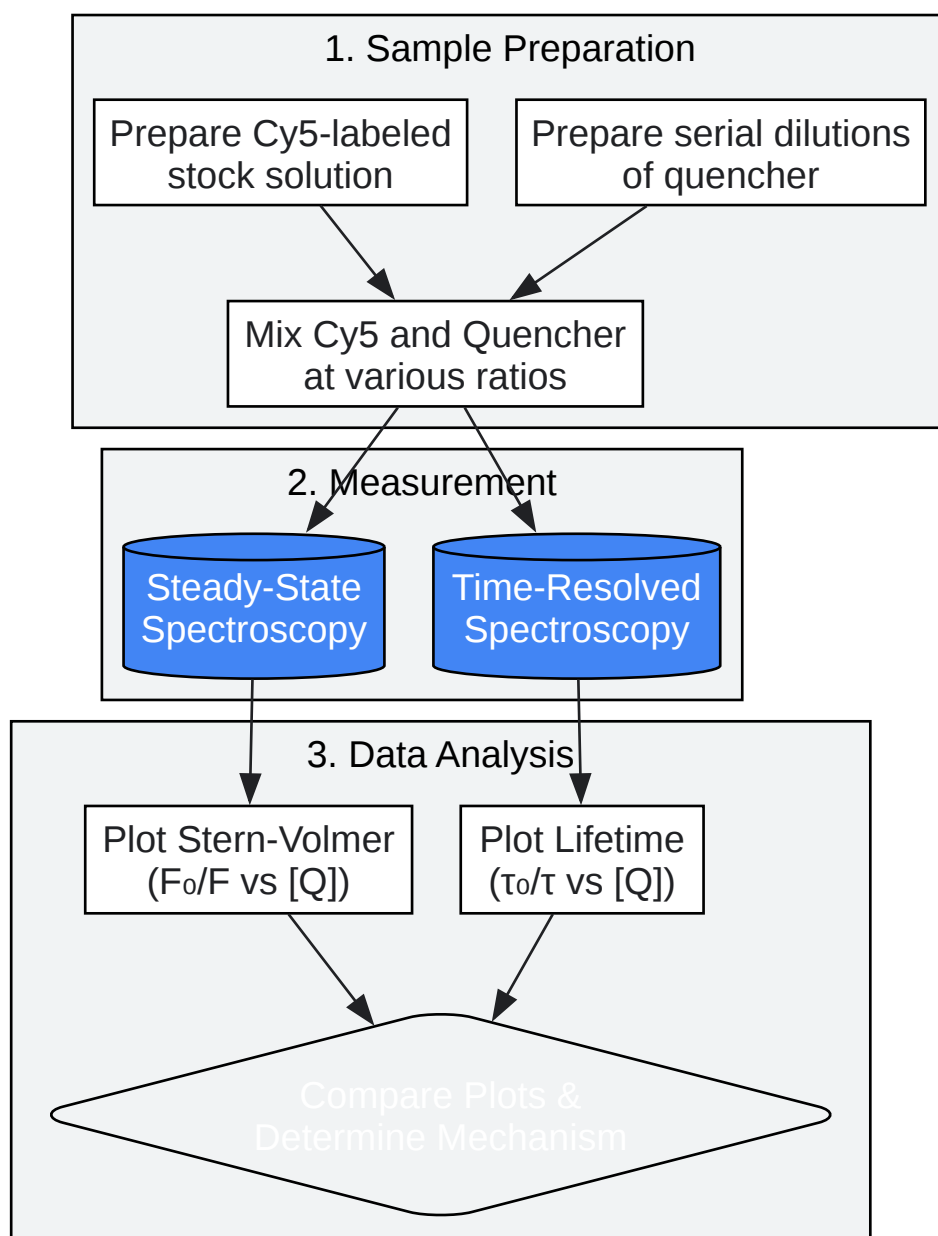 1. Sample Preparation
Prepare Cy5-labeled
stock solution
Prepare serial dilutions
of quencher
Mix Cy5 and Quencher
at various ratios
2. Measurement
Steady-State
Spectroscopy
Time-Resolved
Spectroscopy
3. Data Analysis
Plot Stern-Volmer
(F₀/F vs [Q])
Plot Lifetime
(τ₀/τ vs [Q])
Compare Plots &
Determine Mechanism